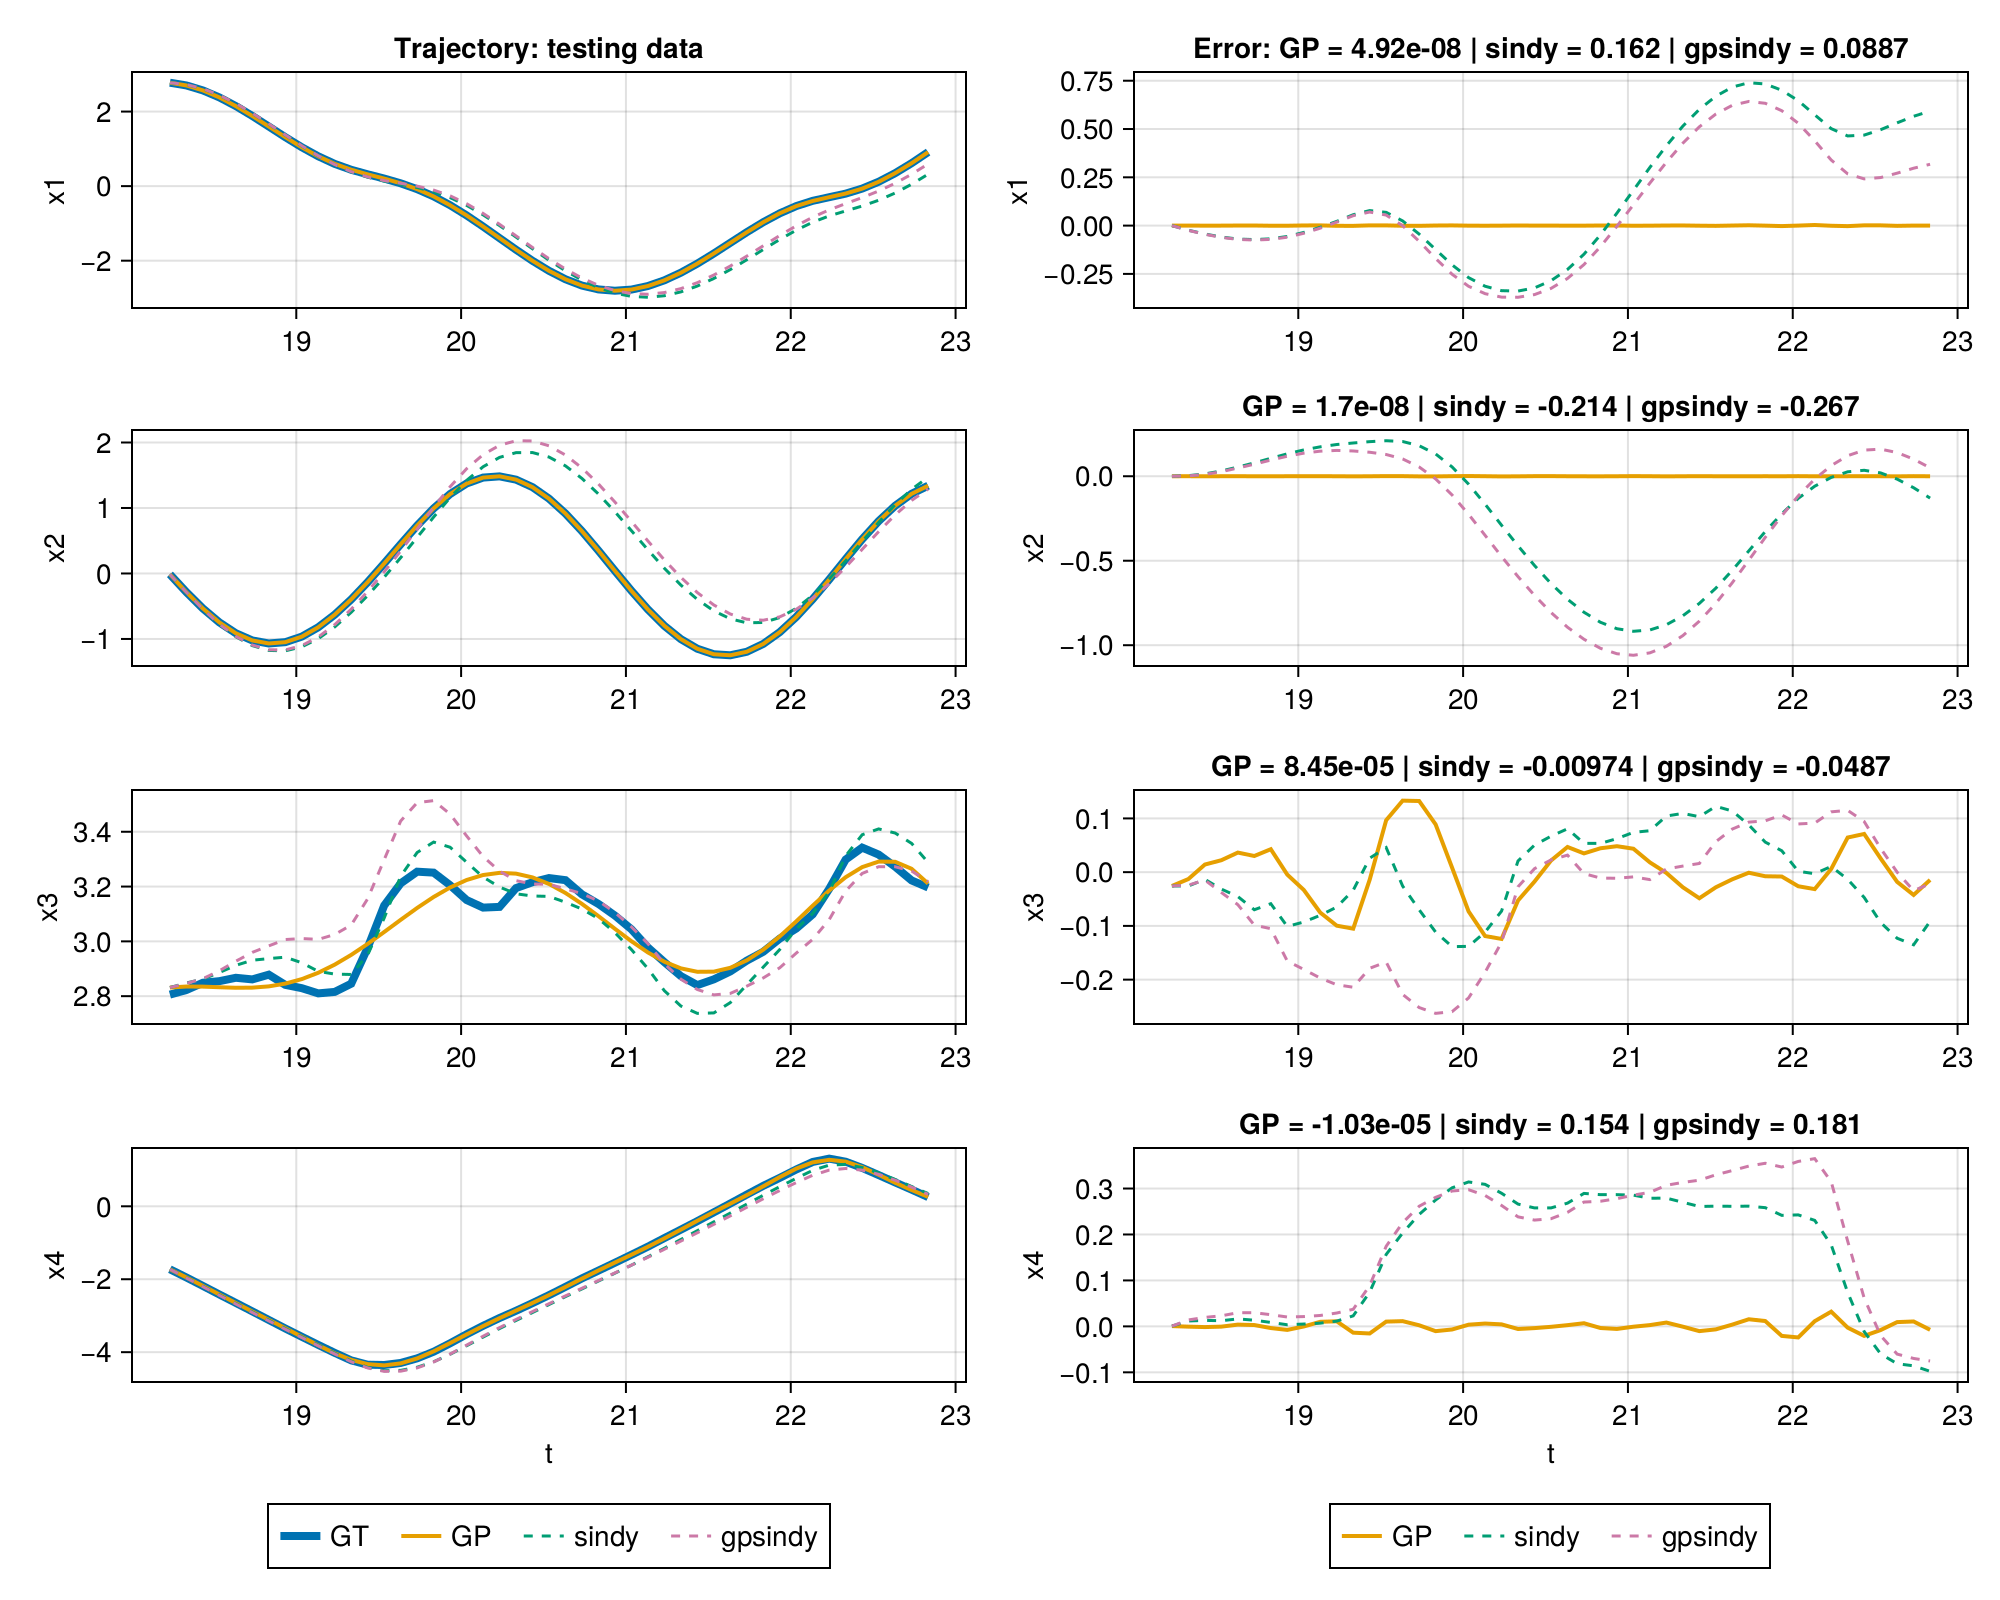 Trajectory: testing data
x1
2
0
−2
19 20 21 22 23
Error: GP = 4.92e-08 | sindy = 0.162 | gpsindy = 0.0887
x1
0.75
0.50
0.25
0.00
−0.25
19 20 21 22 23
x2
2
1
0
−1
19 20 21 22 23
GP = 1.7e-08 | sindy = -0.214 | gpsindy = -0.267
x2
0.0
−0.5
−1.0
19 20 21 22 23
x3
3.4
3.2
3.0
2.8
19 20 21 22 23
GP = 8.45e-05 | sindy = -0.00974 | gpsindy = -0.0487
x3
0.1
0.0
−0.1
−0.2
19 20 21 22 23
x4
0
−2
−4
19 20 21 22 23
t
GP = -1.03e-05 | sindy = 0.154 | gpsindy = 0.181
x4
0.3
0.2
0.1
0.0
−0.1
19 20 21 22 23
t
GT GP sindy gpsindy
GP sindy gpsindy